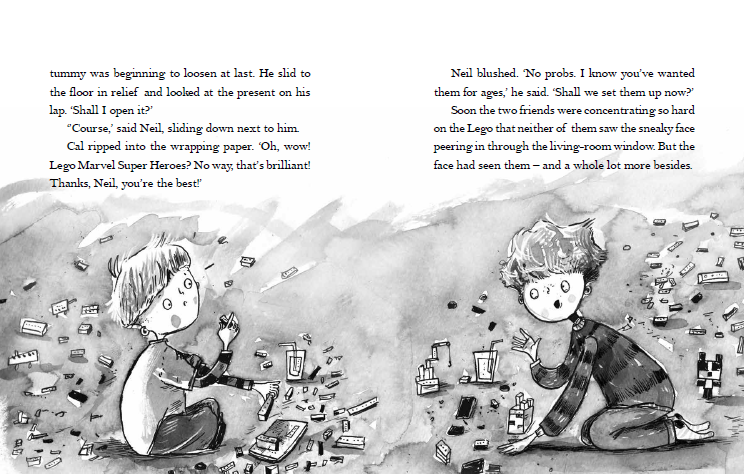 tummy was beginning to loosen at last. He slid to
the floor in relief and looked at the present on his
lap. ‘Shall I open it?’
‘’Course,’ said Neil, sliding down next to him.
Cal ripped into the wrapping paper. ‘Oh, wow!
Lego Marvel Super Heroes? No way, that’s brilliant!
Thanks, Neil, you’re the best!’
Neil blushed. ‘No probs. I know you’ve wanted
them for ages,’ he said. ‘Shall we set them up now?’
Soon the two friends were concentrating so hard
on the Lego that neither of them saw the sneaky face
peering in through the living-room window. But the
face had seen them – and a whole lot more besides.